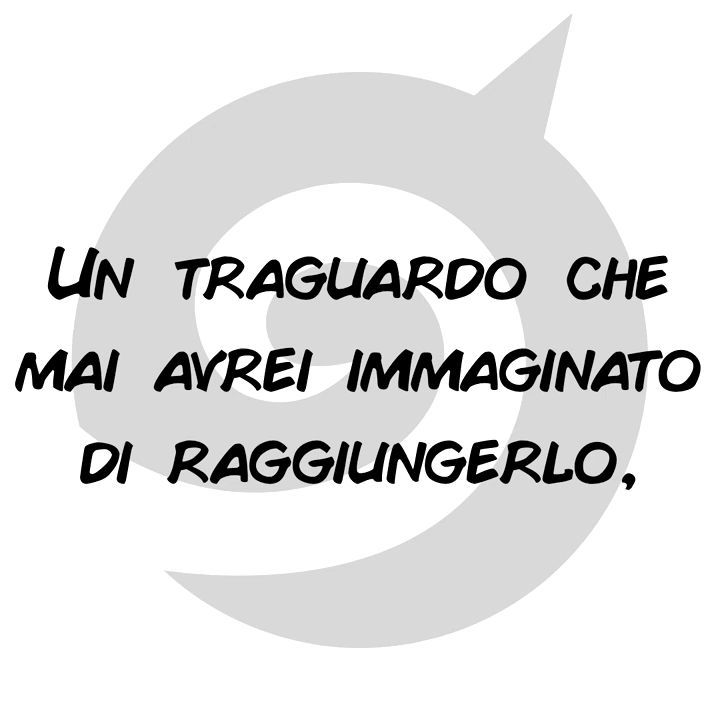 Un traguardo che
mai avrei immaginato
di raggiungerlo,